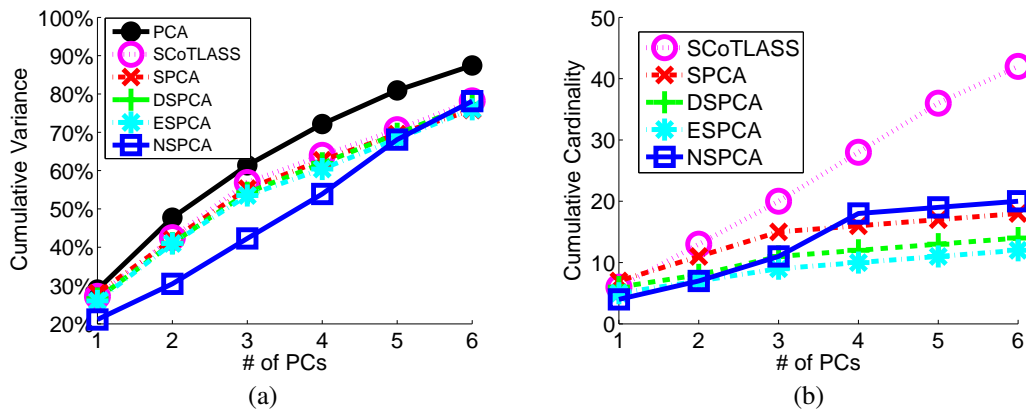 100%
90%
80%
70%
60%
50%
40%
30%
20%
Cumulative Variance
PCA
SCoTLASS
SPCA
DSPCA
ESPCA
NSPCA
1 2 3 4 5 6
# of PCs
(a)
50
40
30
20
10
0
Cumulative Cardinality
SCoTLASS
SPCA
DSPCA
ESPCA
NSPCA
1 2 3 4 5 6
# of PCs
(b)